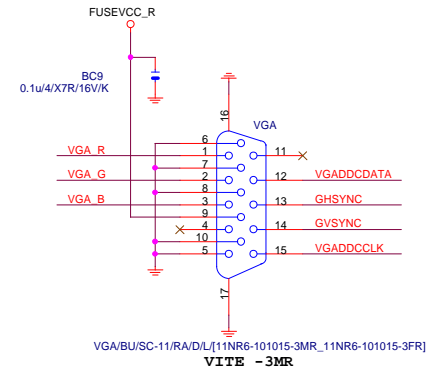 FUSEVCC_R
BC9
0.1u/4/X7R/16V/K
16
VGA
6
VGA_R 1 11
7
VGA_G 2 12 VGADDCDATA
8
VGA_B 3 13 GHSYNC
9
4 14 GVSYNC
10
5 15 VGADDCCLK
17
VGA/BU/SC-11/RA/D/L/[11NR6-101015-3MR_11NR6-101015-3FR]
VITE -3MR